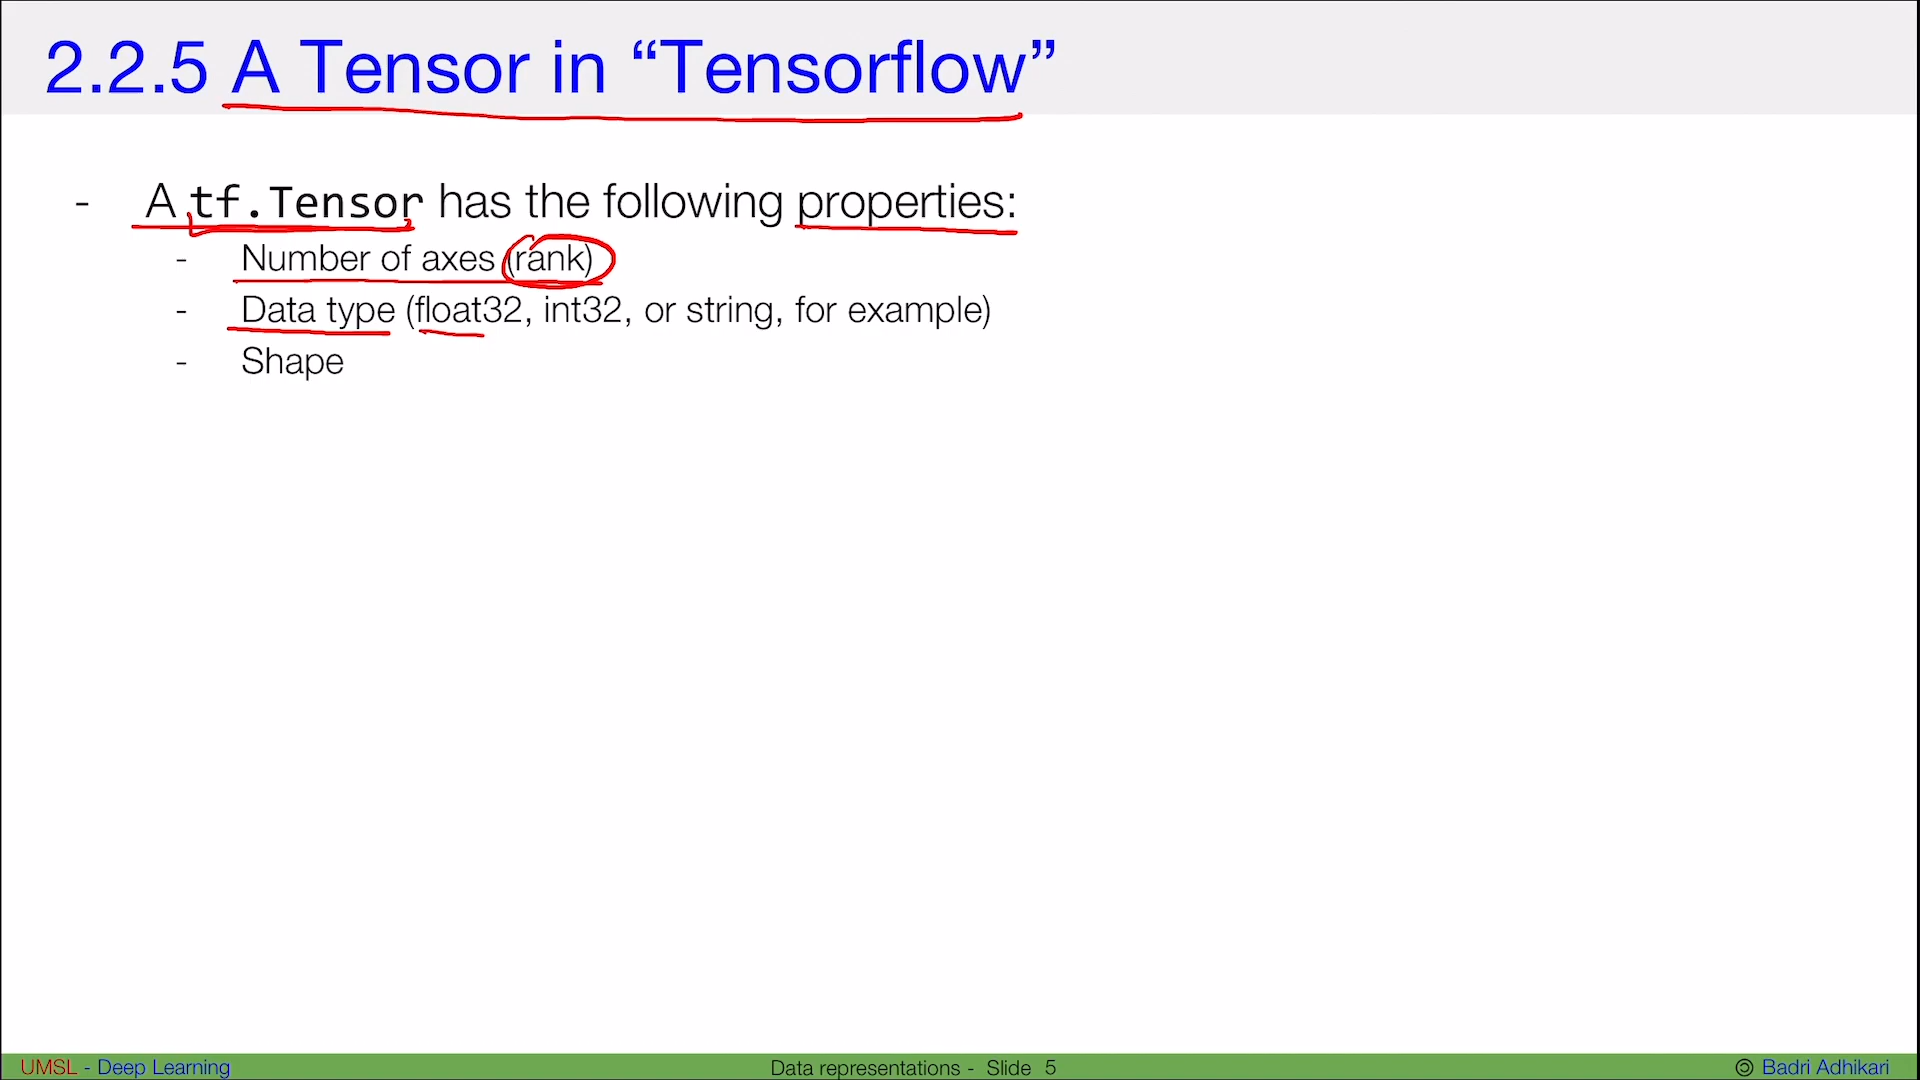 2.2.5 A Tensor in “Tensorflow”
- A tf.Tensor has the following properties:
- Number of axes (rank)
- Data type (float32, int32, or string, for example)
- Shape
UMSL - Deep Learning Data representations - Slide 5 © Badri Adhikari